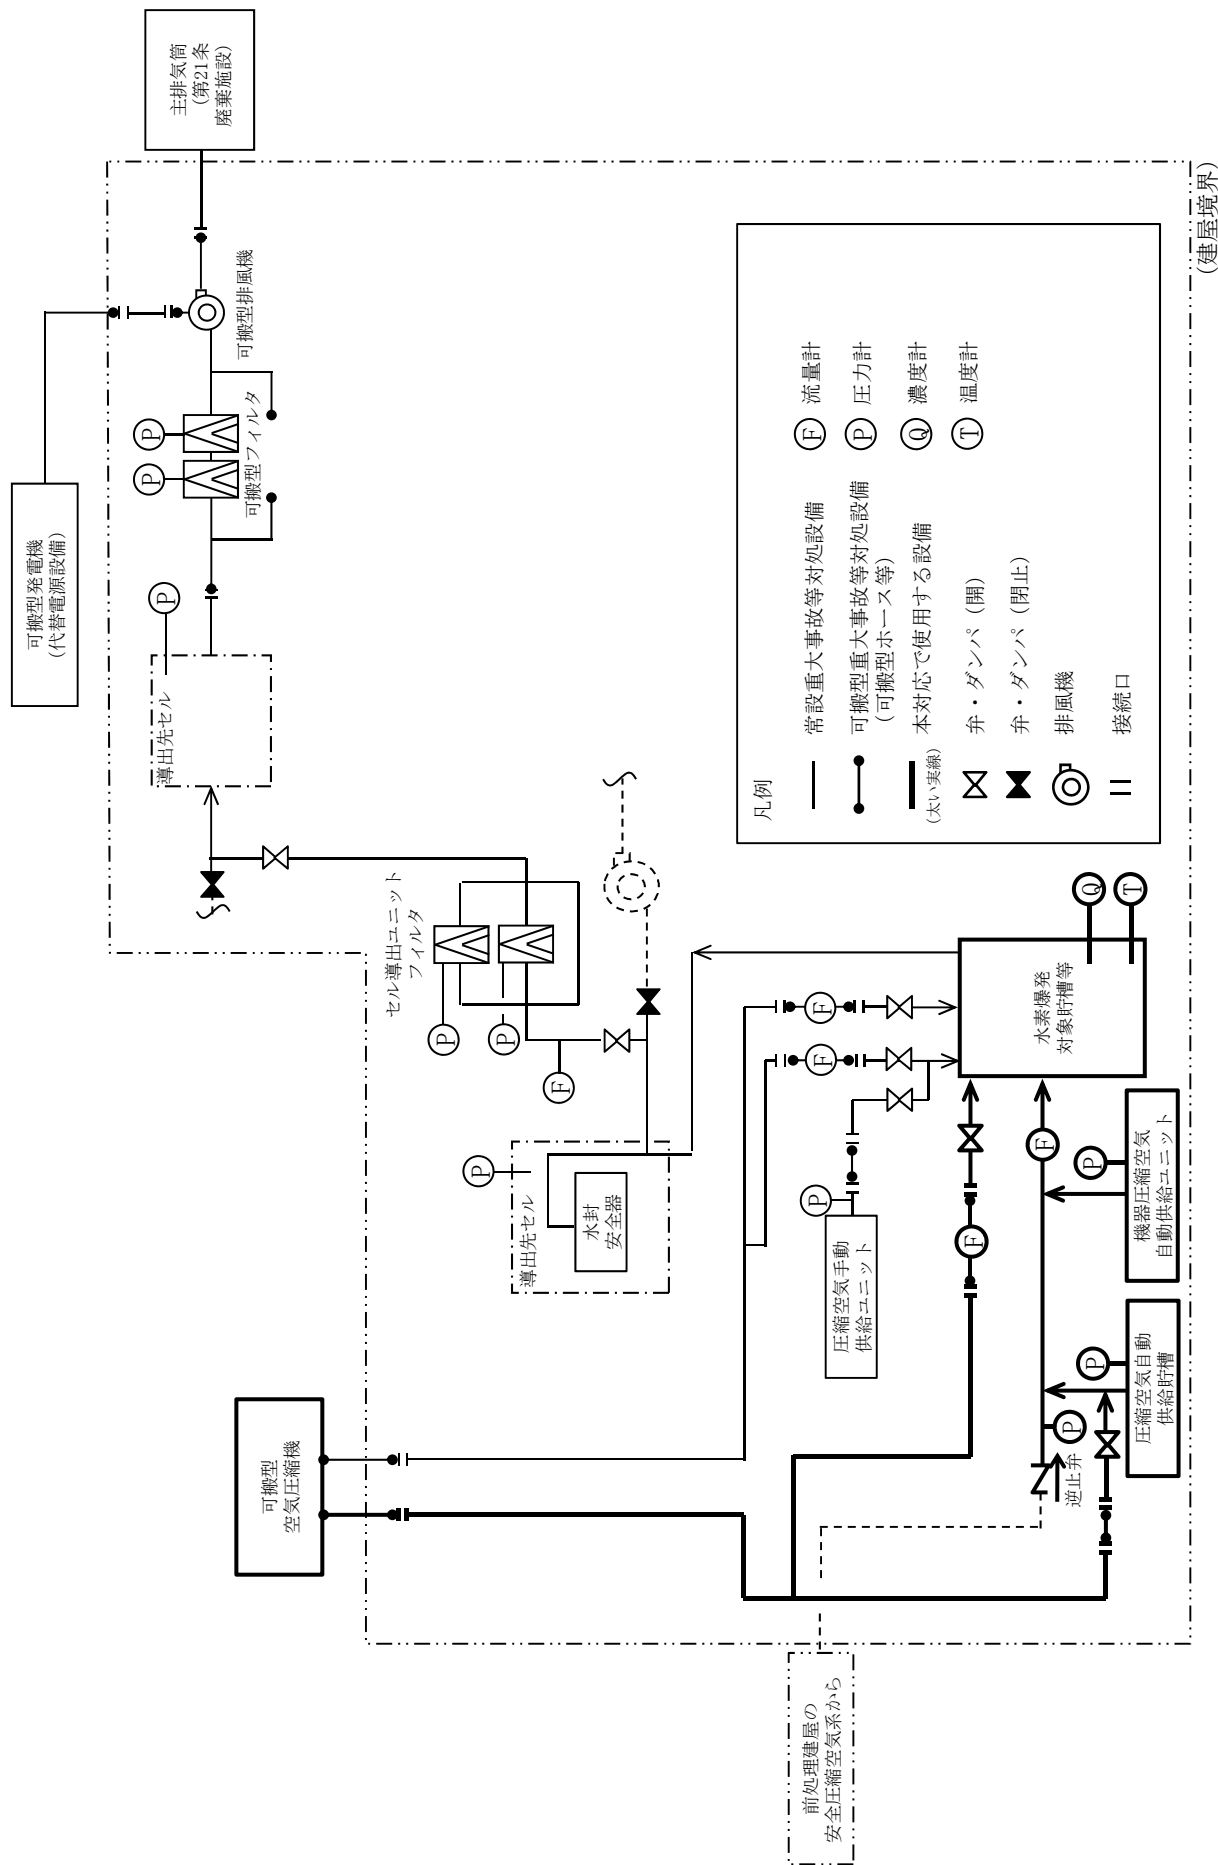 主排気筒
(第21条
廃棄施設)
可搬型発電機
(代替電源設備)
可搬型排風機
可搬型フィルタ
P
P
P
導出先セル
セル導出ユニット
フィルタ
P
P
F
P
導出先セル
水封
安全器
可搬型
空気圧縮機
前処理建屋の
安全圧縮空気系から
圧縮空気手動
供給ユニット
P
F
F
F
F
水素爆発
対象貯槽等
Q
T
機器圧縮空気
自動供給ユニット
P
圧縮空気自動
供給貯槽
P
P
逆止弁
(建屋境界)
凡例
常設重大事故等対処設備
可搬型重大事故等対処設備
(可搬型ホース等)
本対応で使用する設備
(太い実線)
弁・ダンパ (開)
弁・ダンパ (閉止)
排風機
接続口
F 流量計
P 圧力計
Q 濃度計
T 温度計